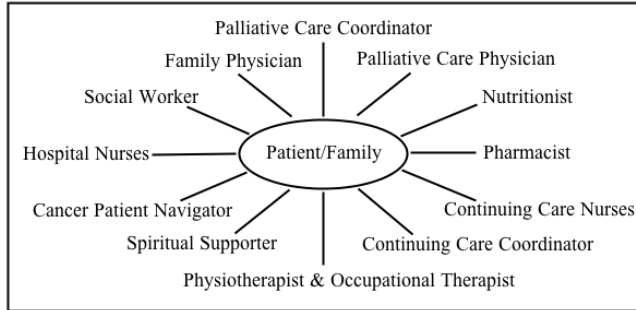 Palliative Care Coordinator
Family Physician
Palliative Care Physician
Social Worker
Nutritionist
Hospital Nurses
Patient/Family
Pharmacist
Cancer Patient Navigator
Continuing Care Nurses
Spiritual Supporter
Continuing Care Coordinator
Physiotherapist & Occupational Therapist